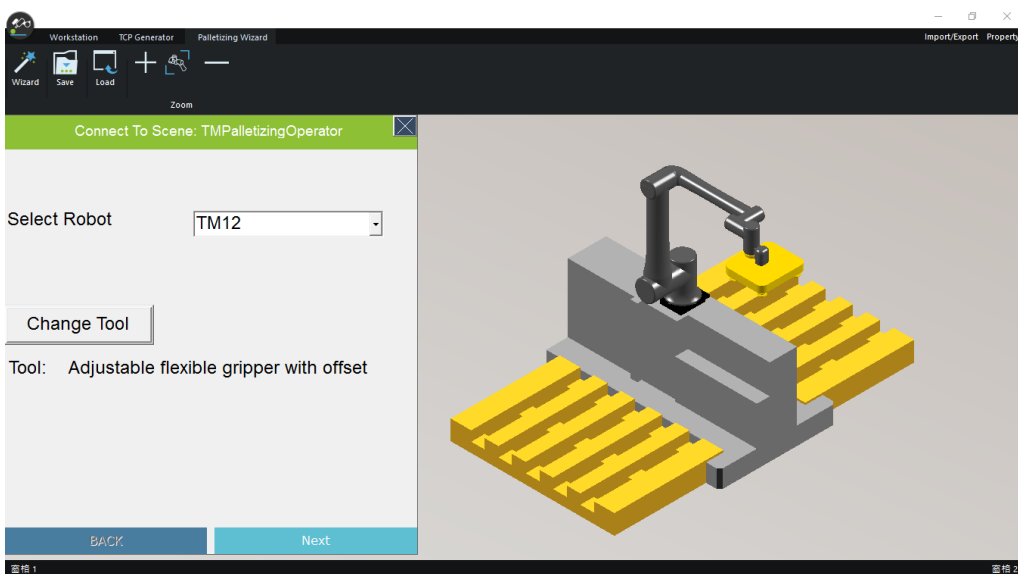 Workstation TCP Generator Palletizing Wizard Import/Export Property
Wizard Save Load
Zoom
Connect To Scene: TMPalletizingOperator
Select Robot TM12
Change Tool
Tool: Adjustable flexible gripper with offset
BACK Next
窗格 1 窗格 2